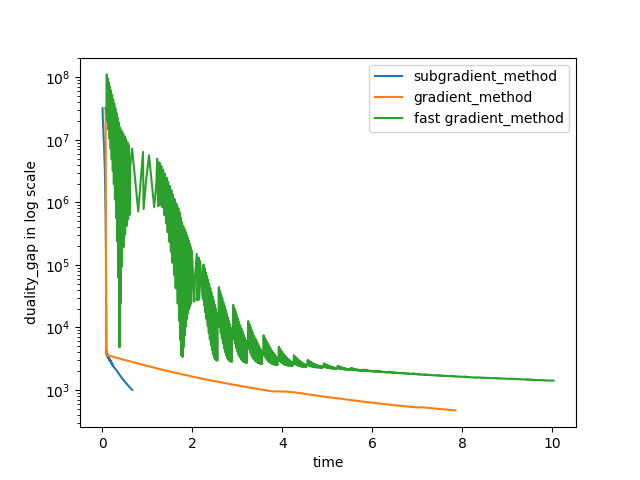 subgradient_method
gradient_method
fast gradient_method
duality_gap in log scale
10^8
10^7
10^6
10^5
10^4
10^3
0 2 4 6 8 10
time